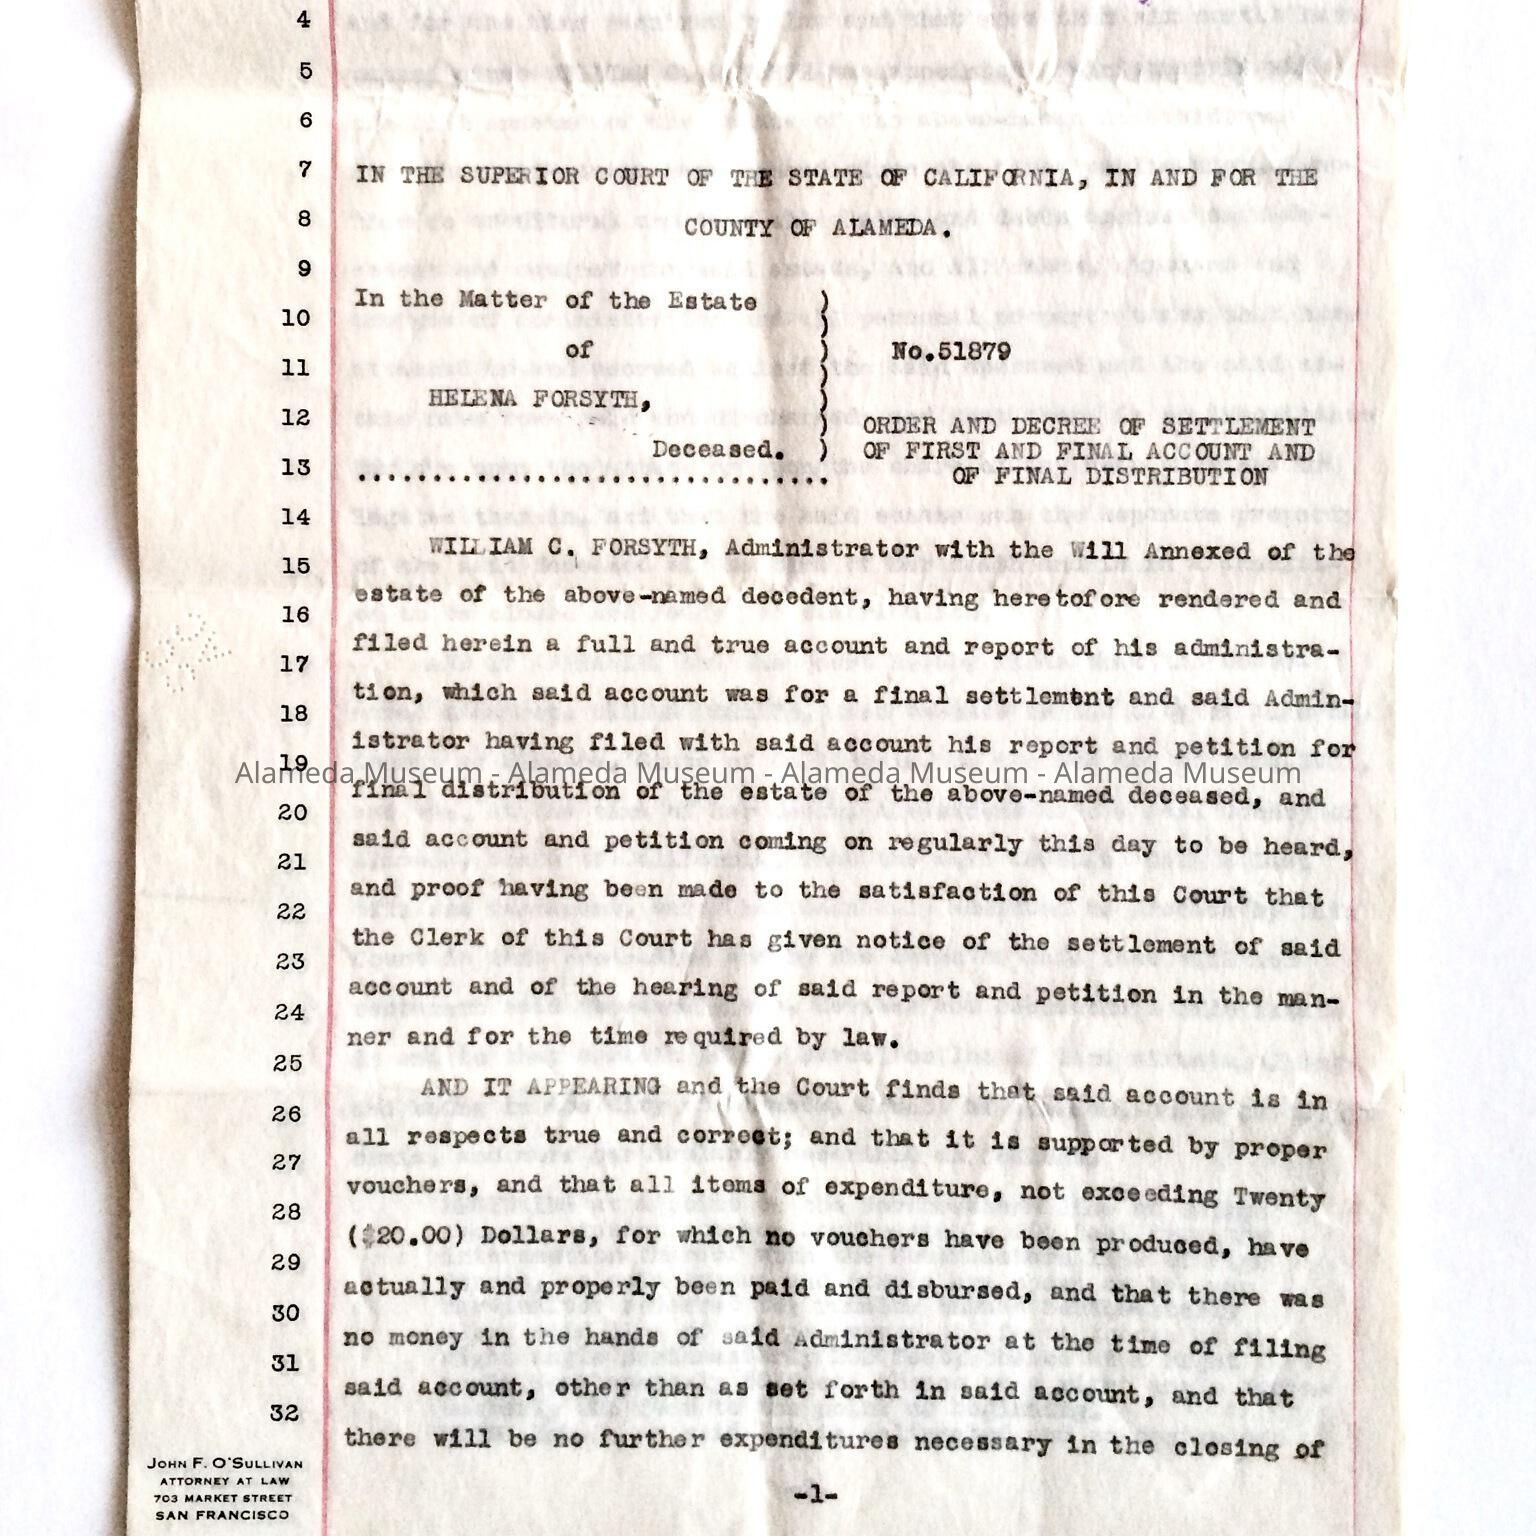 4
5
6
7
8
9
10
11
12
13
14
15
16
17
18
19
20
21
22
23
24
25
26
27
28
29
30
31
32
IN THE SUPERIOR COURT OF THE STATE OF CALIFORNIA, IN AND FOR THE
COUNTY OF ALAMEDA.
In the Matter of the Estate
of
HELENA FORSYTH,
Deceased.
)
)
)
)
)
)
)
No.51879
ORDER AND DECREE OF SETTLEMENT
OF FIRST AND FINAL ACCOUNT AND
OF FINAL DISTRIBUTION
................................
WILLIAM C. FORSYTH, Administrator with the Will Annexed of the
estate of the above-named decedent, having heretofore rendered and
filed herein a full and true account and report of his administra-
tion, which said account was for a final settlement and said Admin-
istrator having filed with said account his report and petition for
Alameda Museum - Alameda Museum - Alameda Museum - Alameda Museum
final distribution of the estate of the above-named deceased, and
said account and petition coming on regularly this day to be heard,
and proof having been made to the satisfaction of this Court that
the Clerk of this Court has given notice of the settlement of said
account and of the hearing of said report and petition in the man-
ner and for the time required by law.
AND IT APPEARING and the Court finds that said account is in
all respects true and correct; and that it is supported by proper
vouchers, and that all items of expenditure, not exceeding Twenty
($20.00) Dollars, for which no vouchers have been produced, have
actually and properly been paid and disbursed, and that there was
no money in the hands of said Administrator at the time of filing
said account, other than as set forth in said account, and that
there will be no further expenditures necessary in the closing of
-1-
JOHN F. O'SULLIVAN
ATTORNEY AT LAW
703 MARKET STREET
SAN FRANCISCO